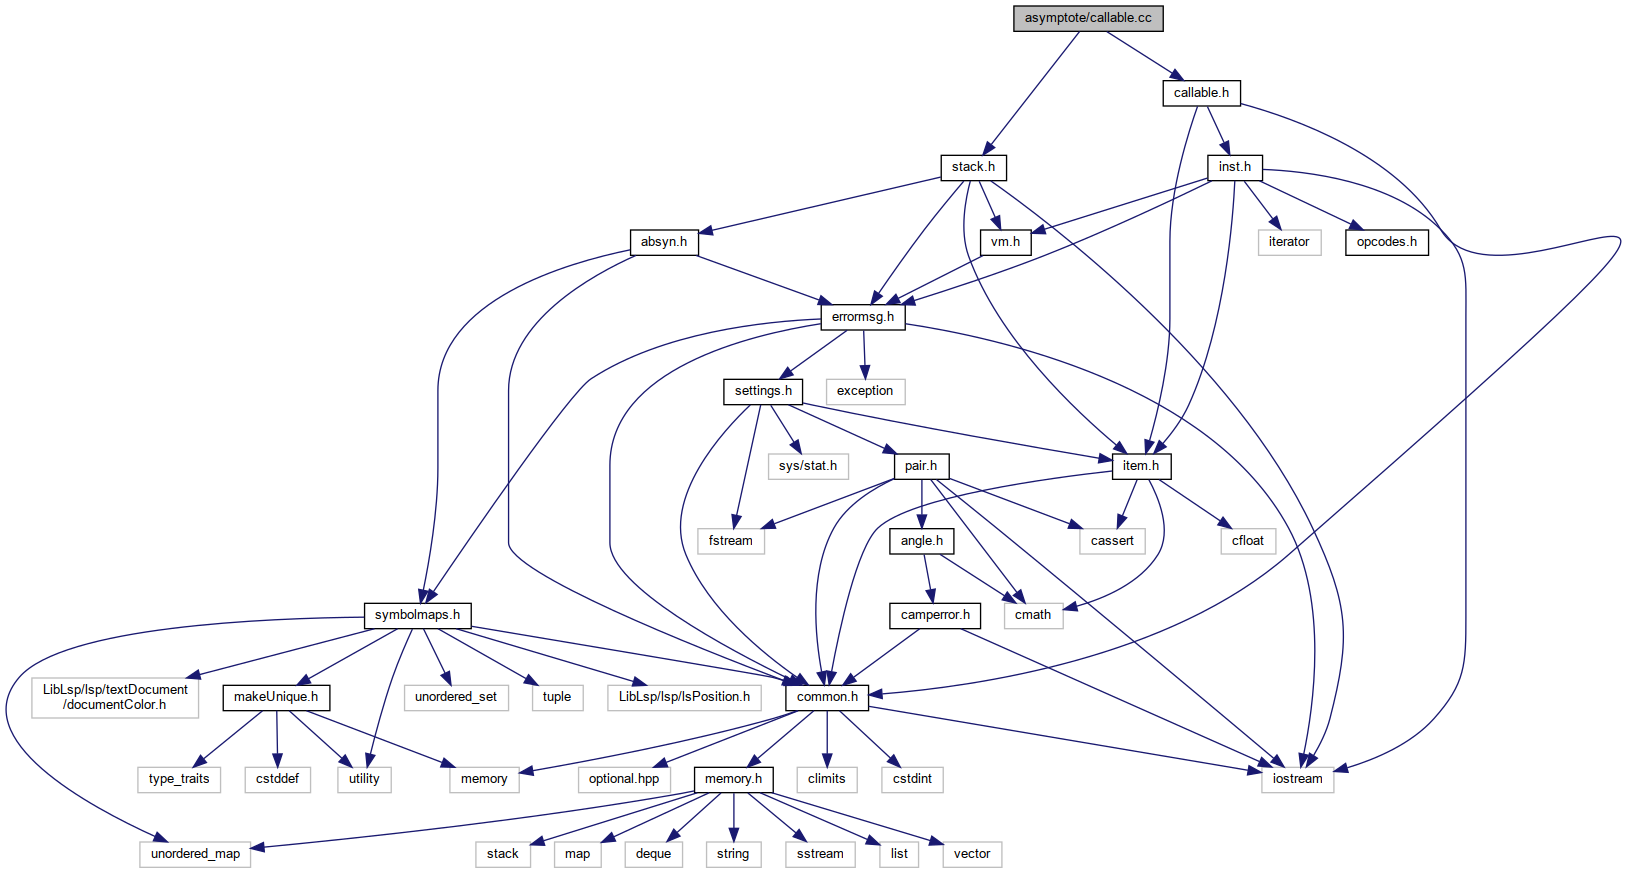 asymptote/callable.cc
callable.h
stack.h
inst.h
absyn.h
vm.h
iterator
opcodes.h
errormsg.h
settings.h
exception
sys/stat.h
pair.h
item.h
fstream
angle.h
cassert
cfloat
symbolmaps.h
camperror.h
cmath
LibLsp/lsp/textDocument
/documentColor.h
makeUnique.h
unordered_set
tuple
LibLsp/lsp/lsPosition.h
common.h
type_traits
cstddef
utility
memory
optional.hpp
memory.h
climits
cstdint
iostream
unordered_map
stack
map
deque
string
sstream
list
vector